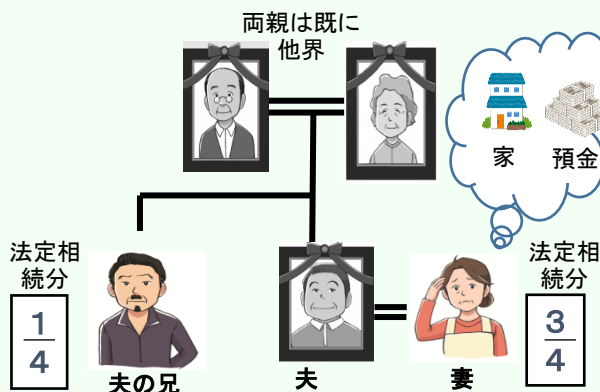 両親は既に
他界
家
預金
法定相
続分
1
4
夫の兄
夫
妻
法定相
続分
3
4